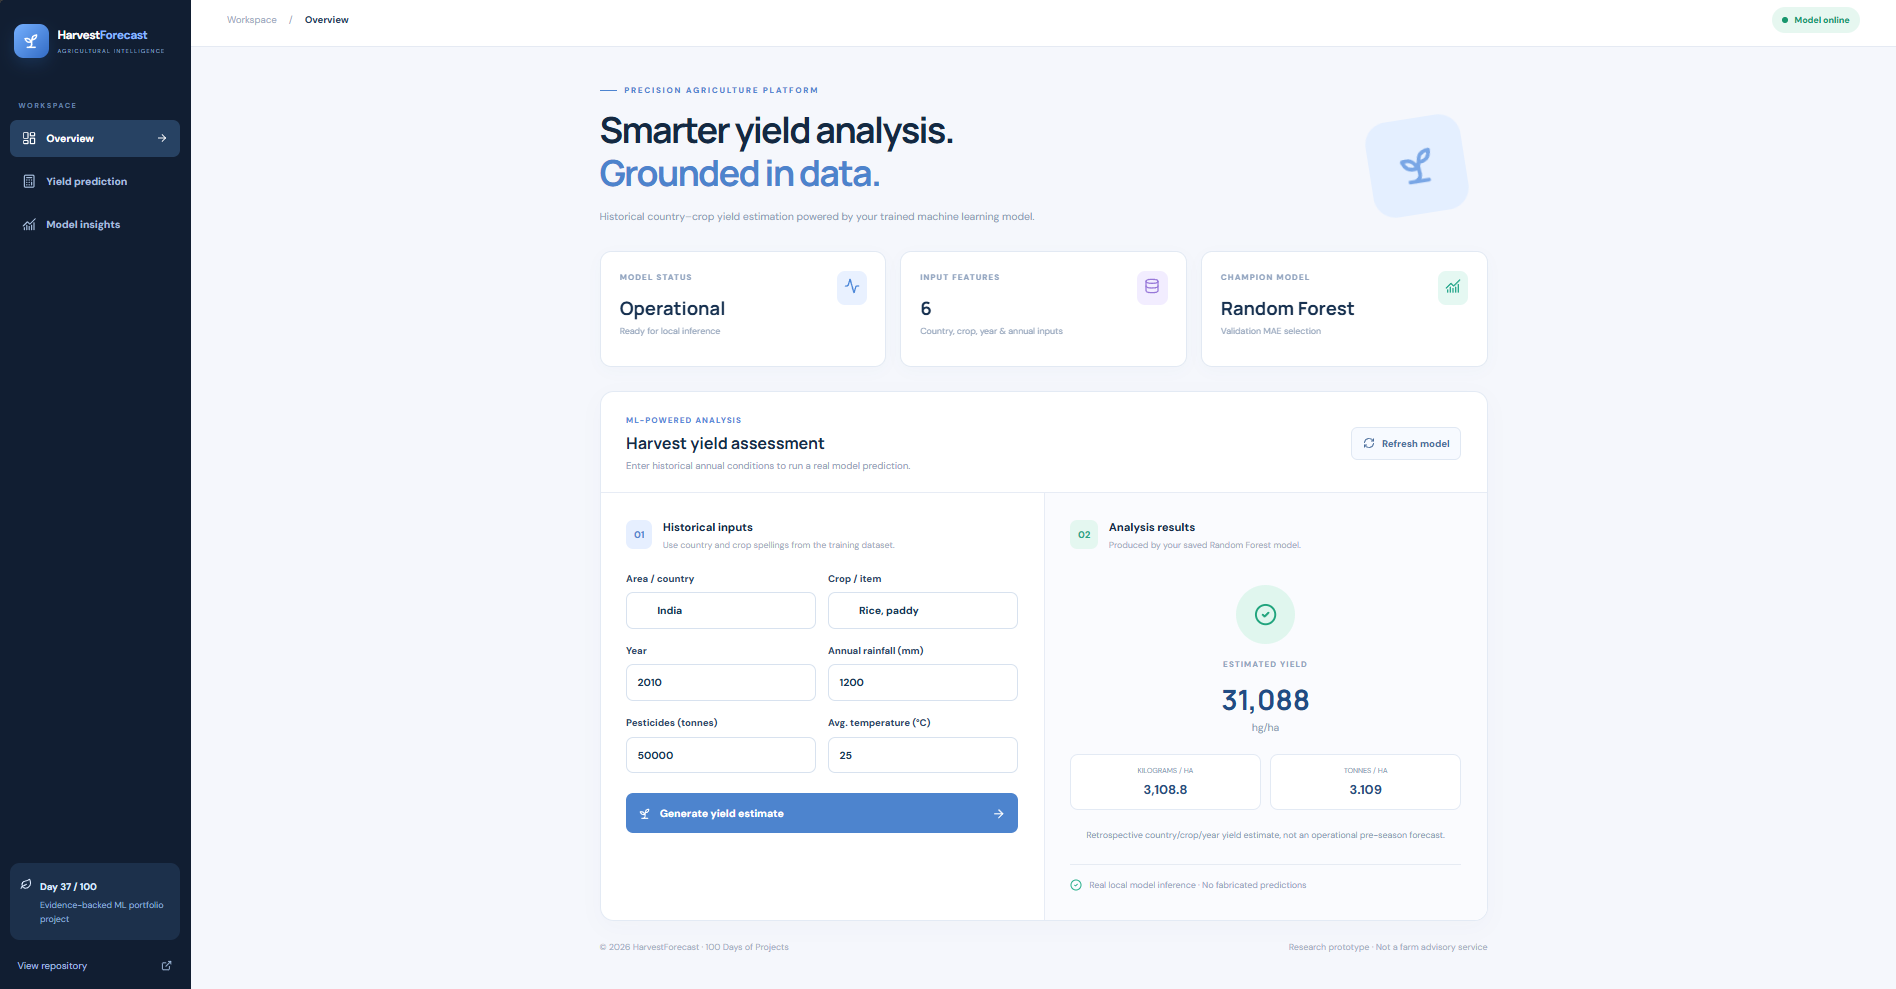 HarvestForecast
AGRICULTURAL INTELLIGENCE
WORKSPACE
Overview
Yield prediction
Model insights
Day 37 / 100
Evidence-backed ML portfolio
project
View repository
Workspace / Overview
Model online
PRECISION AGRICULTURE PLATFORM
Smarter yield analysis.
Grounded in data.
Historical country–crop yield estimation powered by your trained machine learning model.
MODEL STATUS
Operational
Ready for local inference
INPUT FEATURES
6
Country, crop, year & annual inputs
CHAMPION MODEL
Random Forest
Validation MAE selection
ML-POWERED ANALYSIS
Harvest yield assessment
Enter historical annual conditions to run a real model prediction.
Refresh model
01
Historical inputs
Use country and crop spellings from the training dataset.
Area / country
India
Crop / item
Rice, paddy
Year
2010
Annual rainfall (mm)
1200
Pesticides (tonnes)
50000
Avg. temperature (°C)
25
Generate yield estimate
02
Analysis results
Produced by your saved Random Forest model.
ESTIMATED YIELD
31,088
hg/ha
KILOGRAMS / HA
3,108.8
TONNES / HA
3.109
Retrospective country/crop/year yield estimate, not an operational pre-season forecast.
Real local model inference · No fabricated predictions
© 2026 HarvestForecast · 100 Days of Projects
Research prototype · Not a farm advisory service